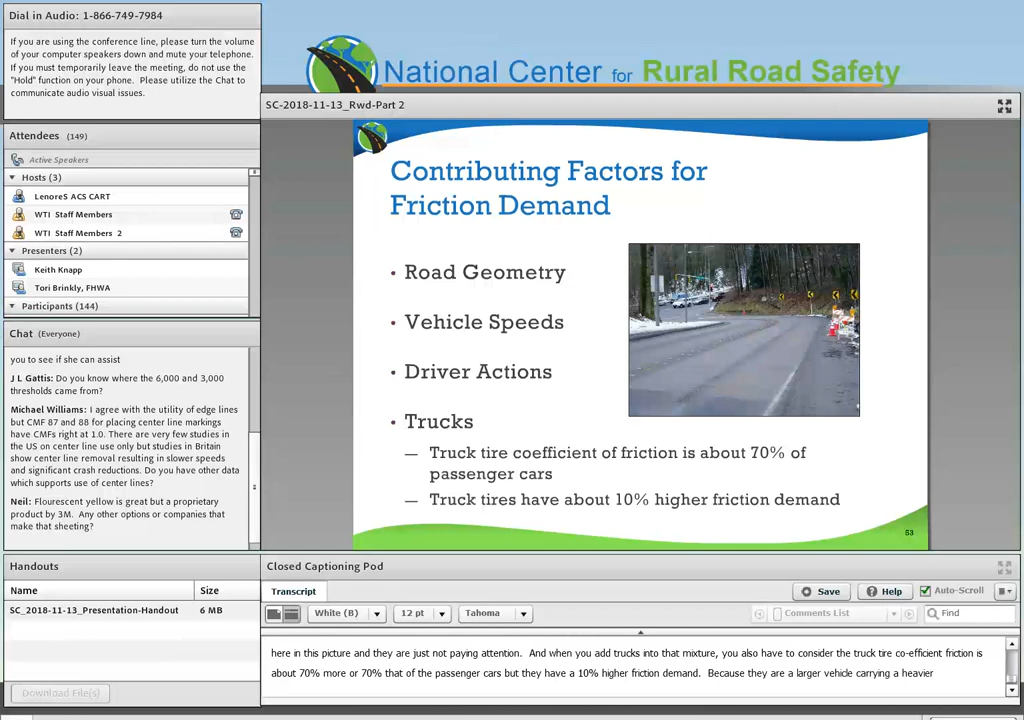 Dial in Audio: 1-866-749-7984
If you are using the conference line, please turn the volume
of your computer speakers down and mute your telephone.
If you must temporarily leave the meeting, do not use the
"Hold" function on your phone.  Please utilize the Chat to
communicate audio visual issues.
National Center for Rural Road Safety
SC-2018-11-13_Rwd-Part 2
Attendees (149)
Active Speakers
Hosts (3)
LenoreS ACS CART
WTI Staff Members
WTI Staff Members 2
Presenters (2)
Keith Knapp
Tori Brinkly, FHWA
Participants (144)
Contributing Factors for
Friction Demand
• Road Geometry
• Vehicle Speeds
• Driver Actions
• Trucks
— Truck tire coefficient of friction is about 70% of
passenger cars
— Truck tires have about 10% higher friction demand
53
Chat (Everyone)
you to see if she can assist
J L Gattis: Do you know where the 6,000 and 3,000
thresholds came from?
Michael Williams: I agree with the utility of edge lines
but CMF 87 and 88 for placing center line markings
have CMFs right at 1.0. There are very few studies in
the US on center line use only but studies in Britain
show center line removal resulting in slower speeds
and significant crash reductions. Do you have other data
which supports use of center lines?
Neil: Flourescent yellow is great but a proprietary
product by 3M.  Any other options or companies that
make that sheeting?
Handouts
Name Size
SC_2018-11-13_Presentation-Handout 6 MB
Download File(s)
Closed Captioning Pod
Transcript
Save
Help
Auto-Scroll
White (B)
12 pt
Tahoma
Comments List
Find
here in this picture and they are just not paying attention.  And when you add trucks into that mixture, you also have to consider the truck tire co-efficient friction is
about 70% more or 70% that of the passenger cars but they have a 10% higher friction demand.  Because they are a larger vehicle carrying a heavier